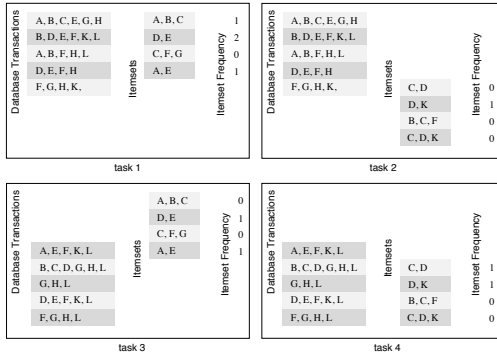 Database Transactions
A, B, C, E, G, H
B, D, E, F, K, L
A, B, F, H, L
D, E, F, H
F, G, H, K,
Itemsets
A, B, C
D, E
C, F, G
A, E
Itemset Frequency
1
2
0
1
task 1
Database Transactions
A, B, C, E, G, H
B, D, E, F, K, L
A, B, F, H, L
D, E, F, H
F, G, H, K,
Itemsets
C, D
D, K
B, C, F
C, D, K
Itemset Frequency
0
1
0
0
task 2
Database Transactions
A, E, F, K, L
B, C, D, G, H, L
G, H, L
D, E, F, K, L
F, G, H, L
Itemsets
A, B, C
D, E
C, F, G
A, E
Itemset Frequency
0
1
0
1
task 3
Database Transactions
A, E, F, K, L
B, C, D, G, H, L
G, H, L
D, E, F, K, L
F, G, H, L
Itemsets
C, D
D, K
B, C, F
C, D, K
Itemset Frequency
1
1
0
0
task 4